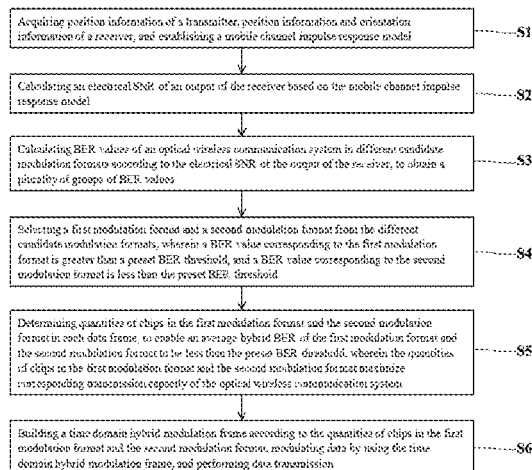 Acquiring position information of a transmitter, position information and orientation
information of a receiver, and establishing a mobile channel impulse response model
S1
Calculating an electrical SNR of an output of the receiver based on the mobile channel impulse
response model
S2
Calculating BER values of an optical wireless communication system in different candidate
modulation formats according to the electrical SNR of the output of the receiver, to obtain a
plurality of groups of BER values
S3
Selecting a first modulation format and a second modulation format from the different
candidate modulation formats, wherein a BER value corresponding to the first modulation
format is greater than a preset BER threshold, and a BER value corresponding to the second
modulation format is less than the preset BER threshold
S4
Determining quantities of chips in the first modulation format and the second modulation
format in each data frame, to enable an average hybrid BER of the first modulation format and
the second modulation format to be less than the preset BER threshold, wherein the quantities
of chips in the first modulation format and the second modulation format maximize
corresponding transmission capacity of the optical wireless communication system
S5
Building a time domain hybrid modulation frame according to the quantities of chips in the first
modulation format and the second modulation format, modulating data by using the time
domain hybrid modulation frame, and performing data transmission
S6